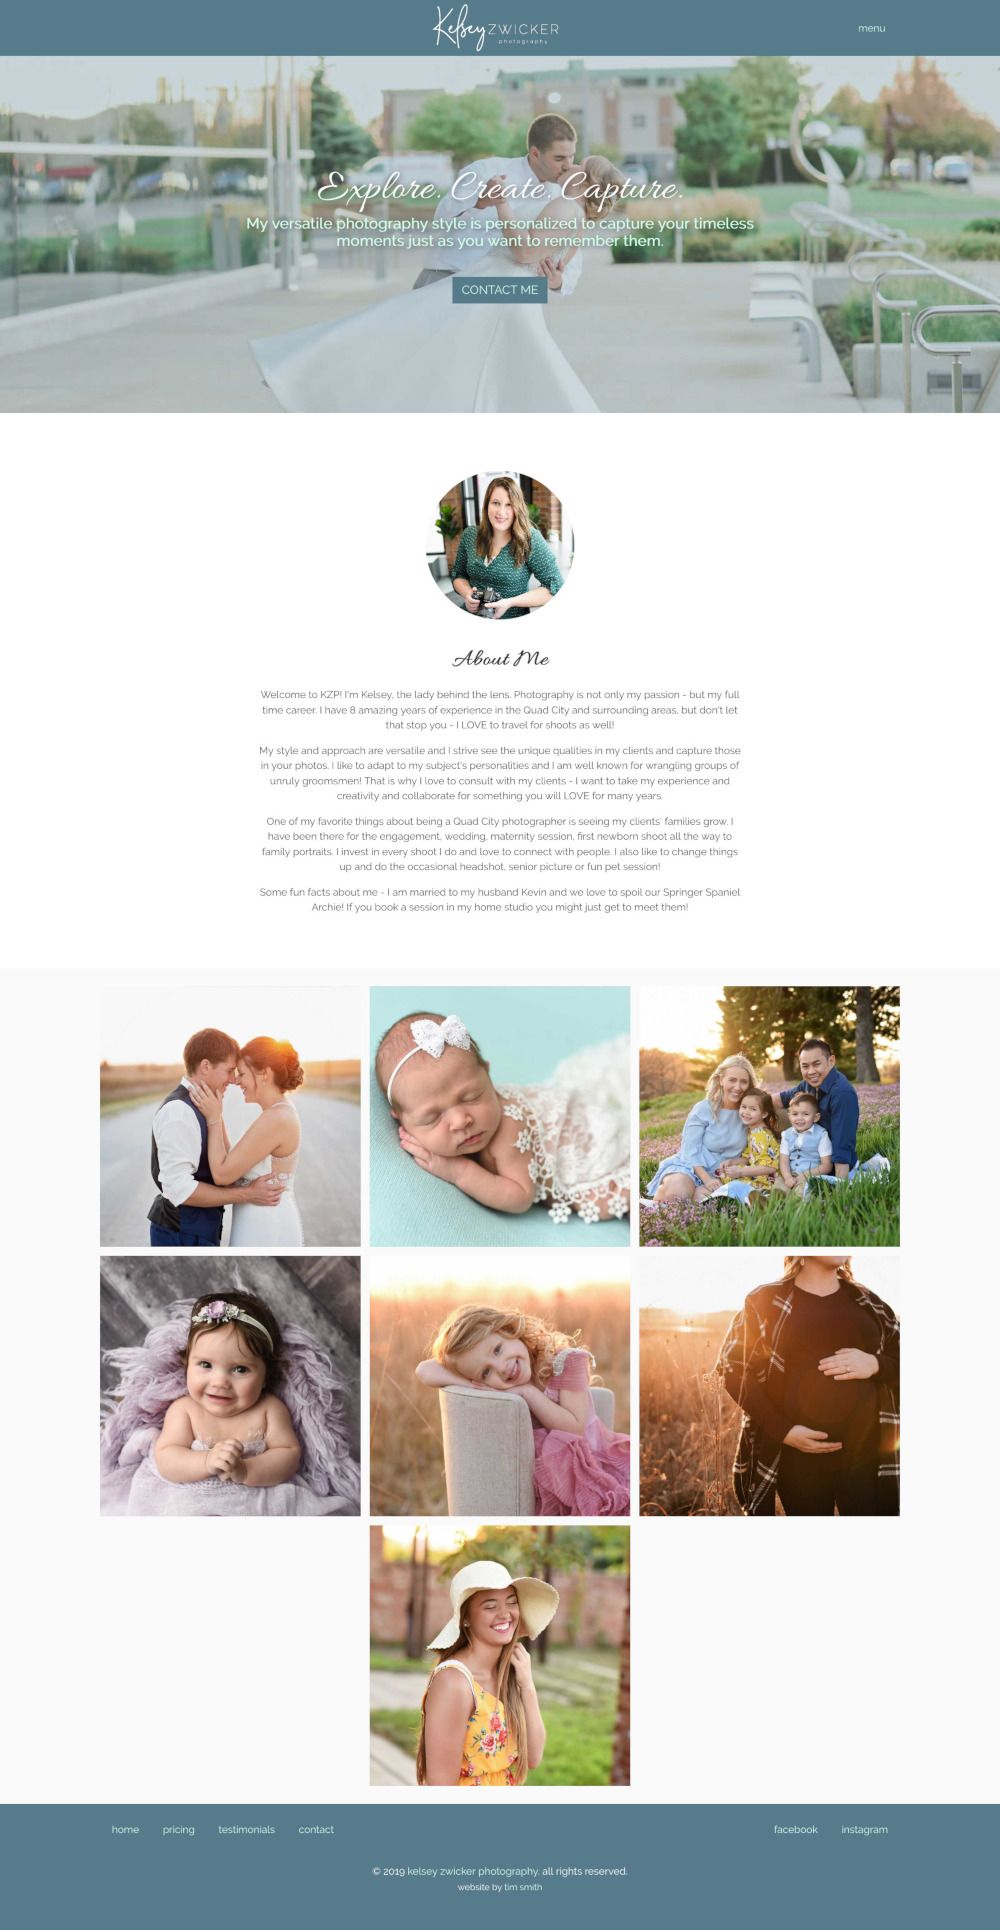 Kelsey ZWICKER
photography
menu
Explore. Create. Capture.
My versatile photography style is personalized to capture your timeless
moments just as you want to remember them.
CONTACT ME
About Me
Welcome to KZP! I'm Kelsey, the lady behind the lens. Photography is not only my passion - but my full
time career. I have 8 amazing years of experience in the Quad City and surrounding areas, but don't let
that stop you - I LOVE to travel for shoots as well!
My style and approach are versatile and I strive see the unique qualities in my clients and capture those
in your photos. I like to adapt to my subject's personalities and I am well known for wrangling groups of
unruly groomsmen! That is why I love to consult with my clients - I want to take my experience and
creativity and collaborate for something you will LOVE for many years.
One of my favorite things about being a Quad City photographer is seeing my clients' families grow. I
have been there for the engagement, wedding, maternity session, first newborn shoot all the way to
family portraits. I invest in every shoot I do and love to connect with people. I also like to change things
up and do the occasional headshot, senior picture or fun pet session!
Some fun facts about me - I am married to my husband Kevin and we love to spoil our Springer Spaniel
Archie! If you book a session in my home studio you might just get to meet them!
home pricing testimonials contact facebook instagram
© 2019 kelsey zwicker photography. all rights reserved.
website by tim smith